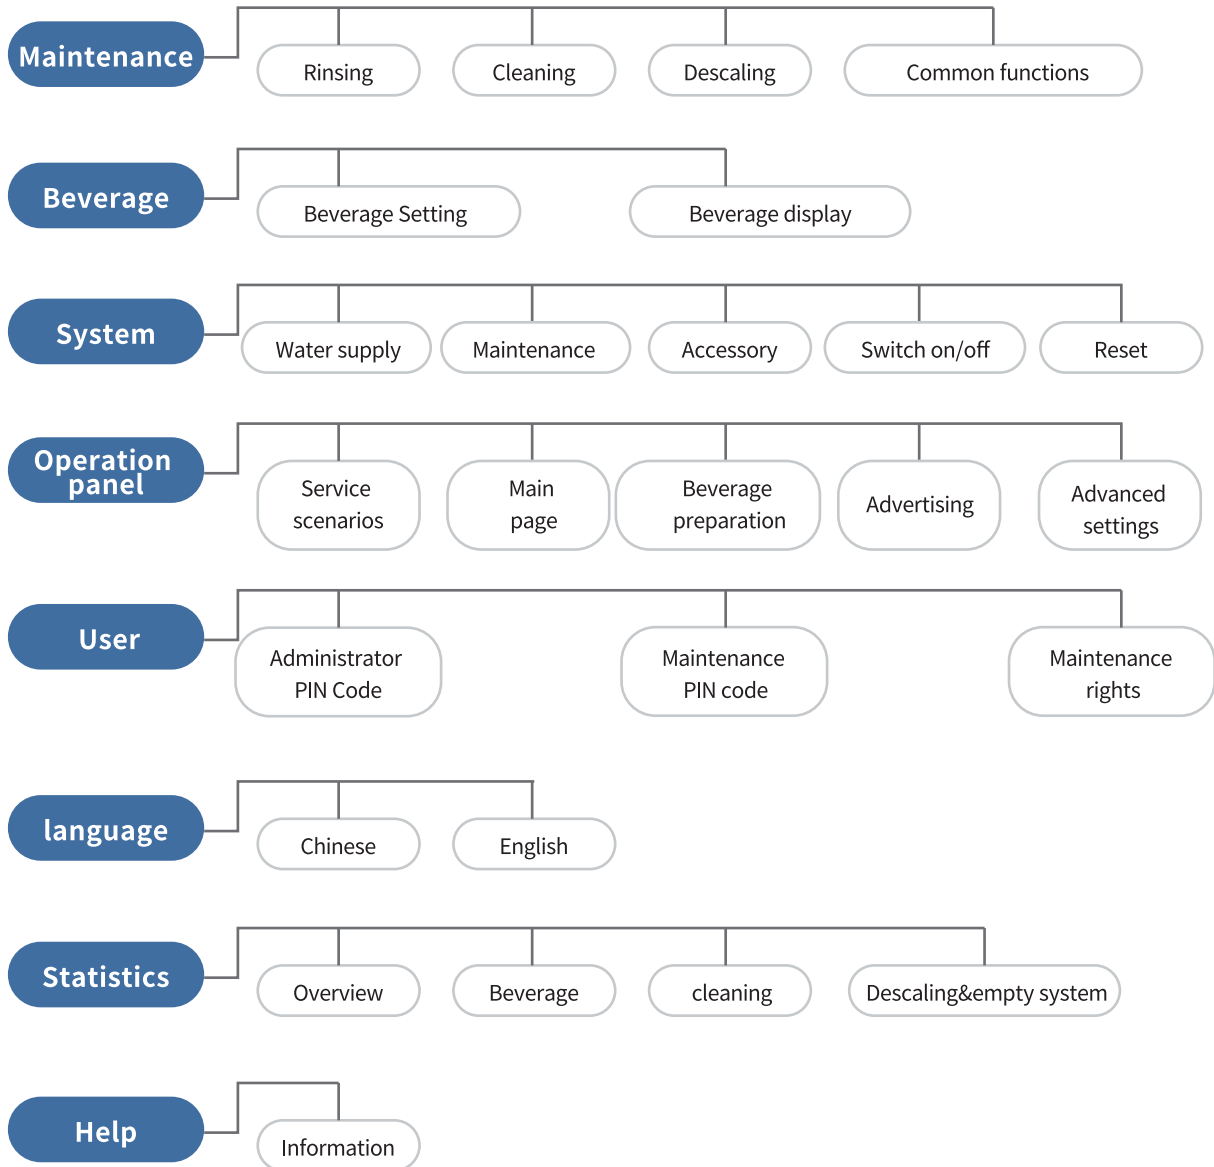 Maintenance
Rinsing
Cleaning
Descaling
Common functions
Beverage
Beverage Setting
Beverage display
System
Water supply
Maintenance
Accessory
Switch on/off
Reset
Operation
panel
Service
scenarios
Main
page
Beverage
preparation
Advertising
Advanced
settings
User
Administrator
PIN Code
Maintenance
PIN code
Maintenance
rights
language
Chinese
English
Statistics
Overview
Beverage
cleaning
Descaling&empty system
Help
Information